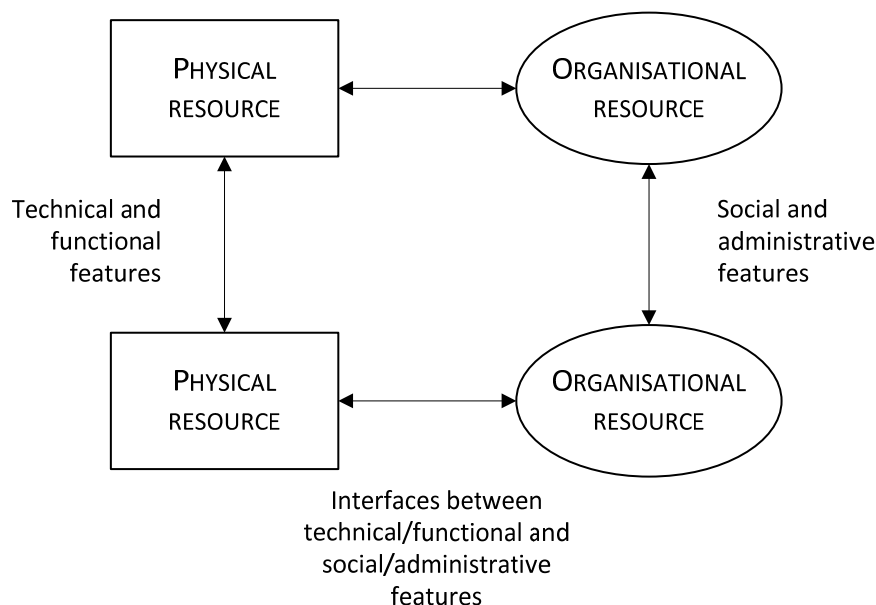 PHYSICAL
RESOURCE
ORGANISATIONAL
RESOURCE
Technical and
functional
features
Social and
administrative
features
PHYSICAL
RESOURCE
ORGANISATIONAL
RESOURCE
Interfaces between
technical/functional and
social/administrative
features